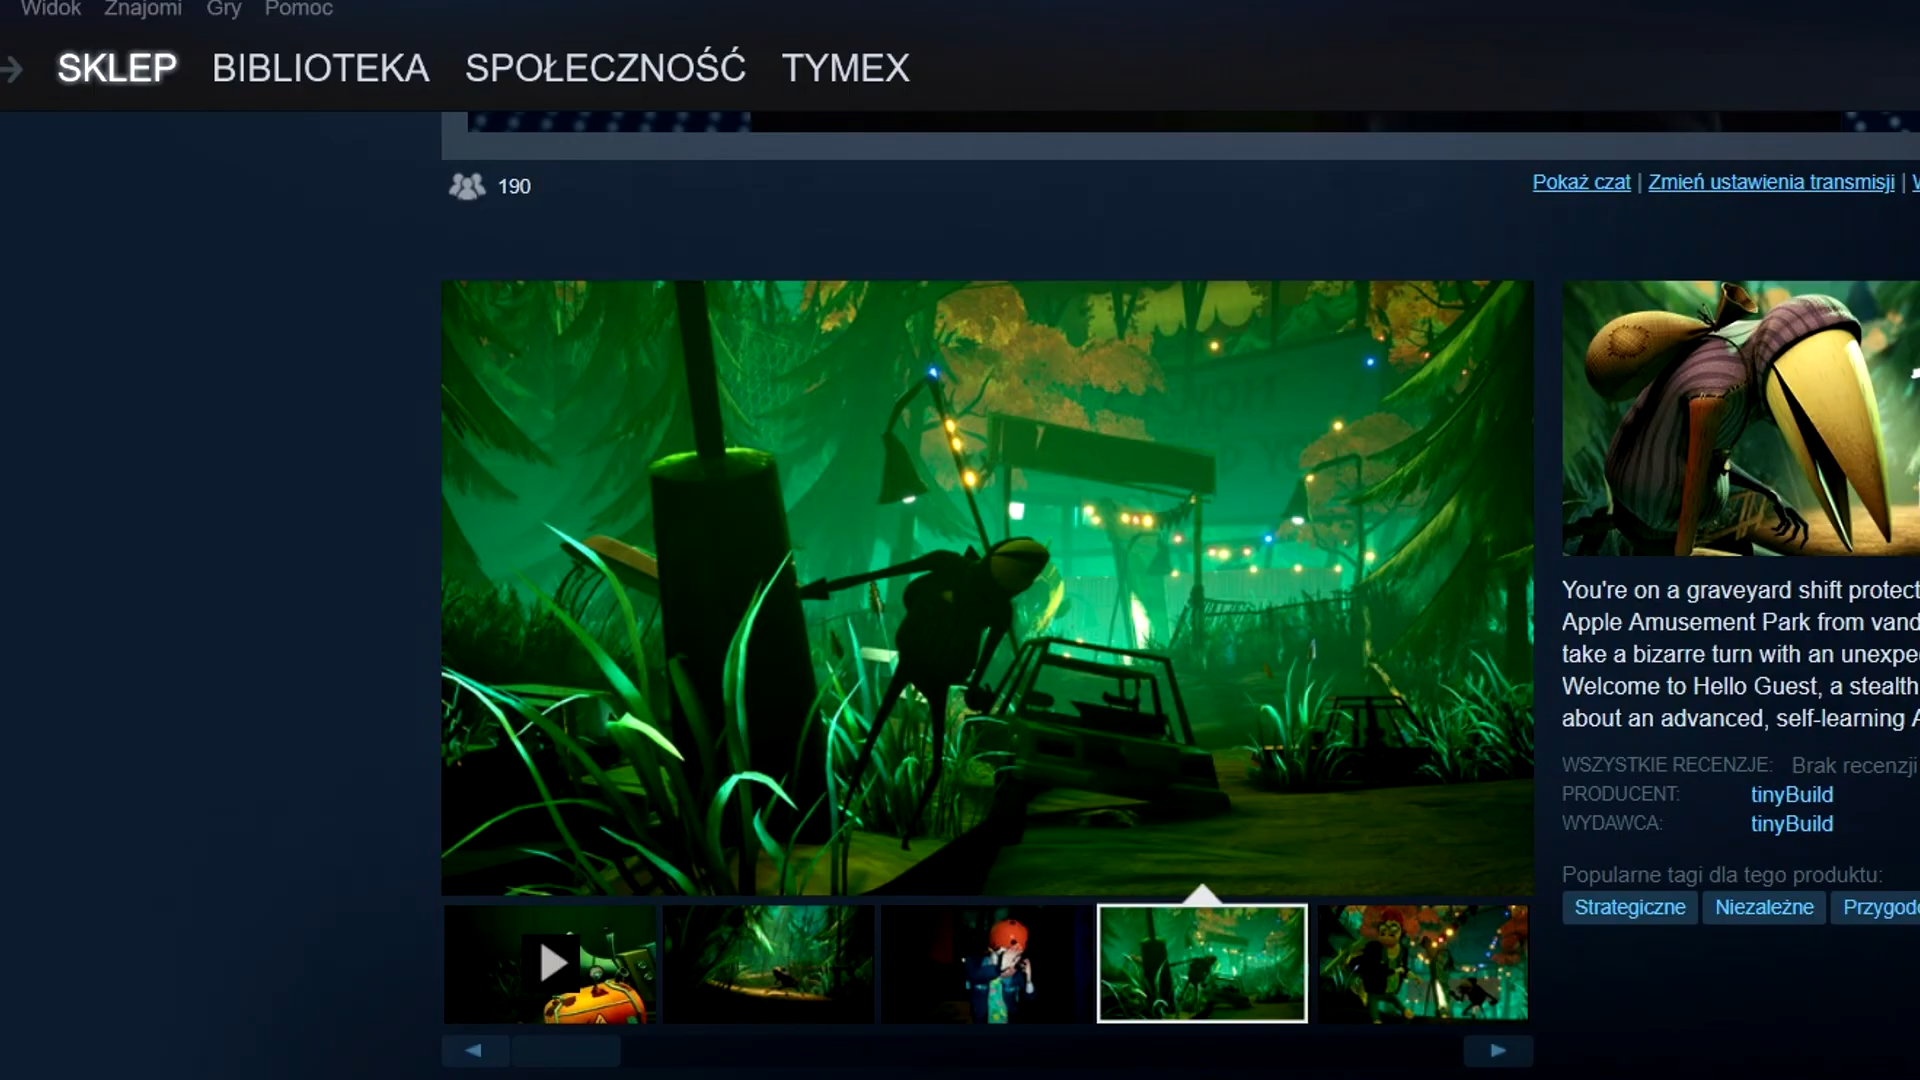 Widok Znajomi Gry Pomoc
SKLEP BIBLIOTEKA SPOŁECZNOŚĆ TYMEX
190
Pokaż czat | Zmień ustawienia transmisji |
You're on a graveyard shift protect
Apple Amusement Park from vand
take a bizarre turn with an unexpe
Welcome to Hello Guest, a stealth
about an advanced, self-learning A
WSZYSTKIE RECENZJE: Brak recenzji
PRODUCENT: tinyBuild
WYDAWCA: tinyBuild
Popularne tagi dla tego produktu:
Strategiczne Niezależne Przygodo